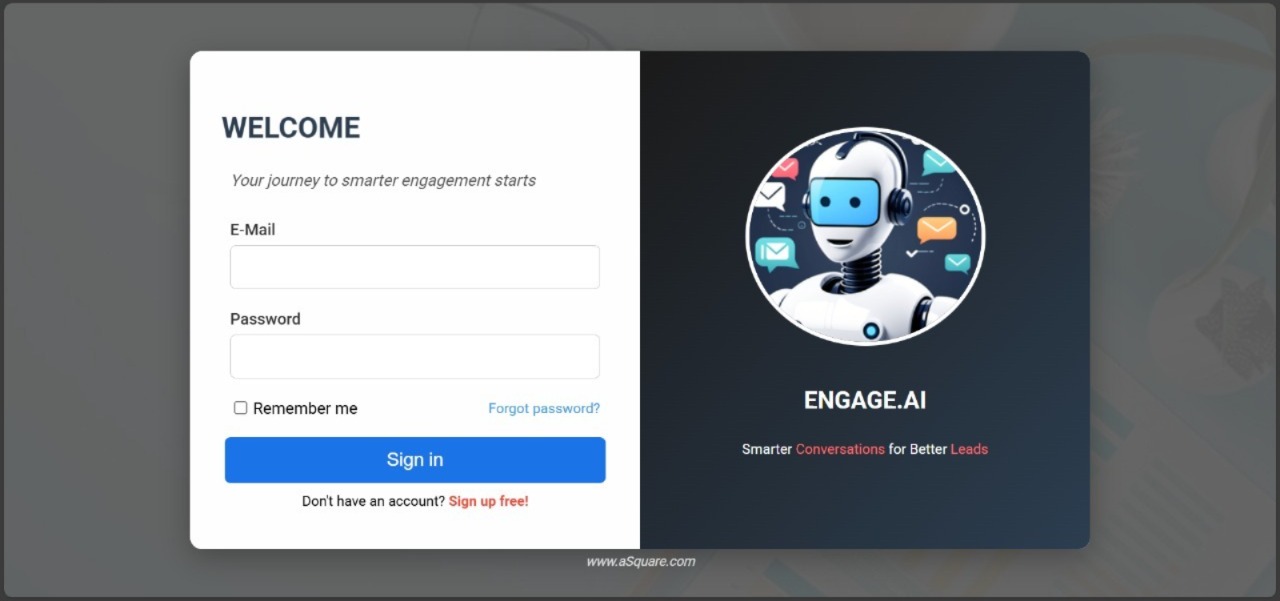 WELCOME
Your journey to smarter engagement starts
E-Mail
Password
Remember me
Forgot password?
Sign in
Don't have an account? Sign up free!
ENGAGE.AI
Smarter Conversations for Better Leads
www.aSquare.com